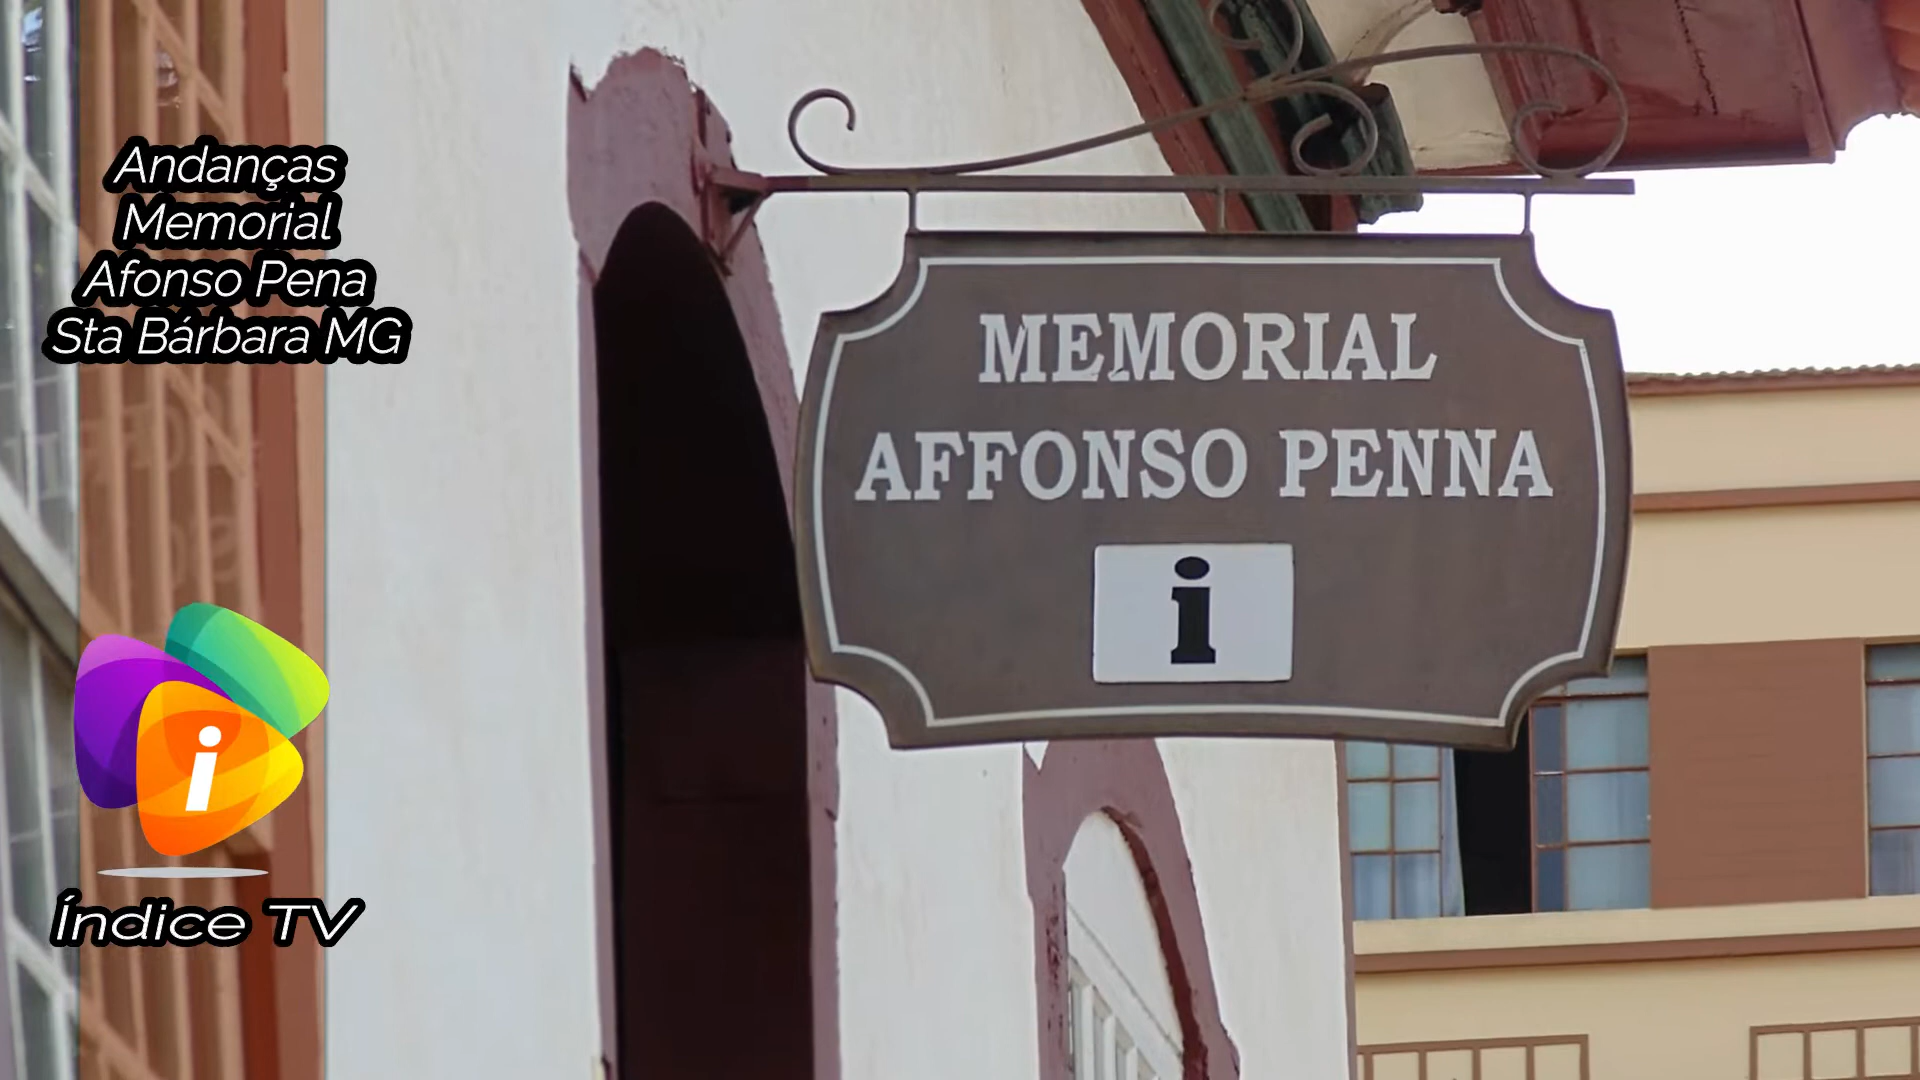 Andanças
Memorial
Afonso Pena
Sta Bárbara MG
MEMORIAL
AFFONSO PENNA
i
i
Índice TV